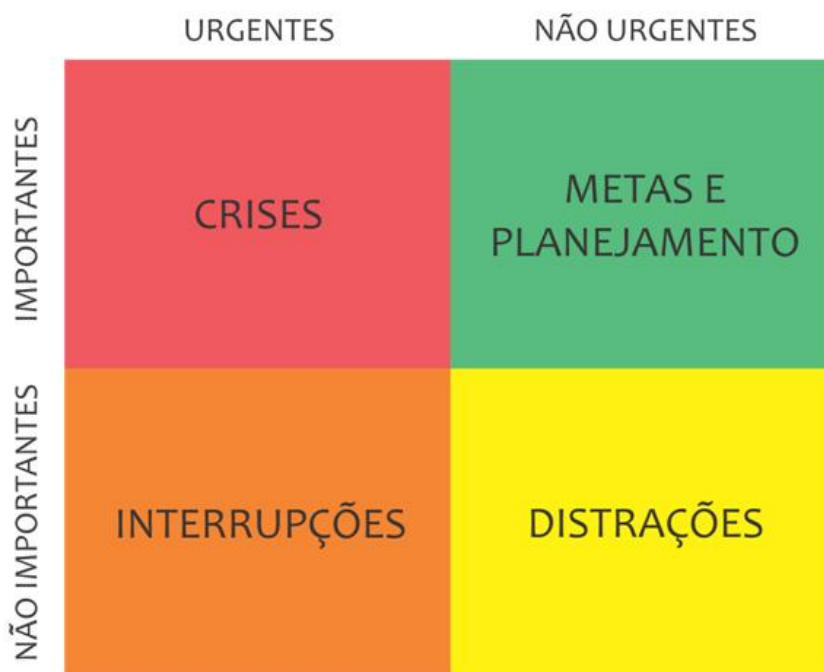 URGENTES
NÃO URGENTES
IMPORTANTES
CRISES
METAS E
PLANEJAMENTO
NÃO IMPORTANTES
INTERRUPÇÕES
DISTRAÇÕES